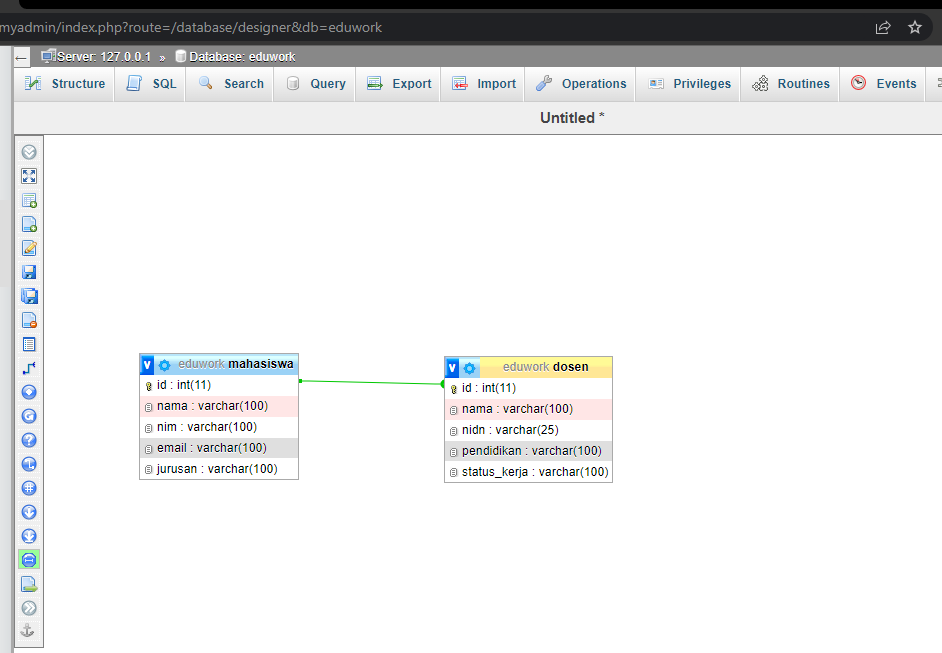 myadmin/index.php?route=/database/designer&db=eduwork
Server: 127.0.0.1 » Database: eduwork
Structure SQL Search Query Export Import Operations Privileges Routines Events
Untitled *
v eduwork mahasiswa
id : int(11)
nama : varchar(100)
nim : varchar(100)
email : varchar(100)
jurusan : varchar(100)
v eduwork dosen
id : int(11)
nama : varchar(100)
nidn : varchar(25)
pendidikan : varchar(100)
status_kerja : varchar(100)